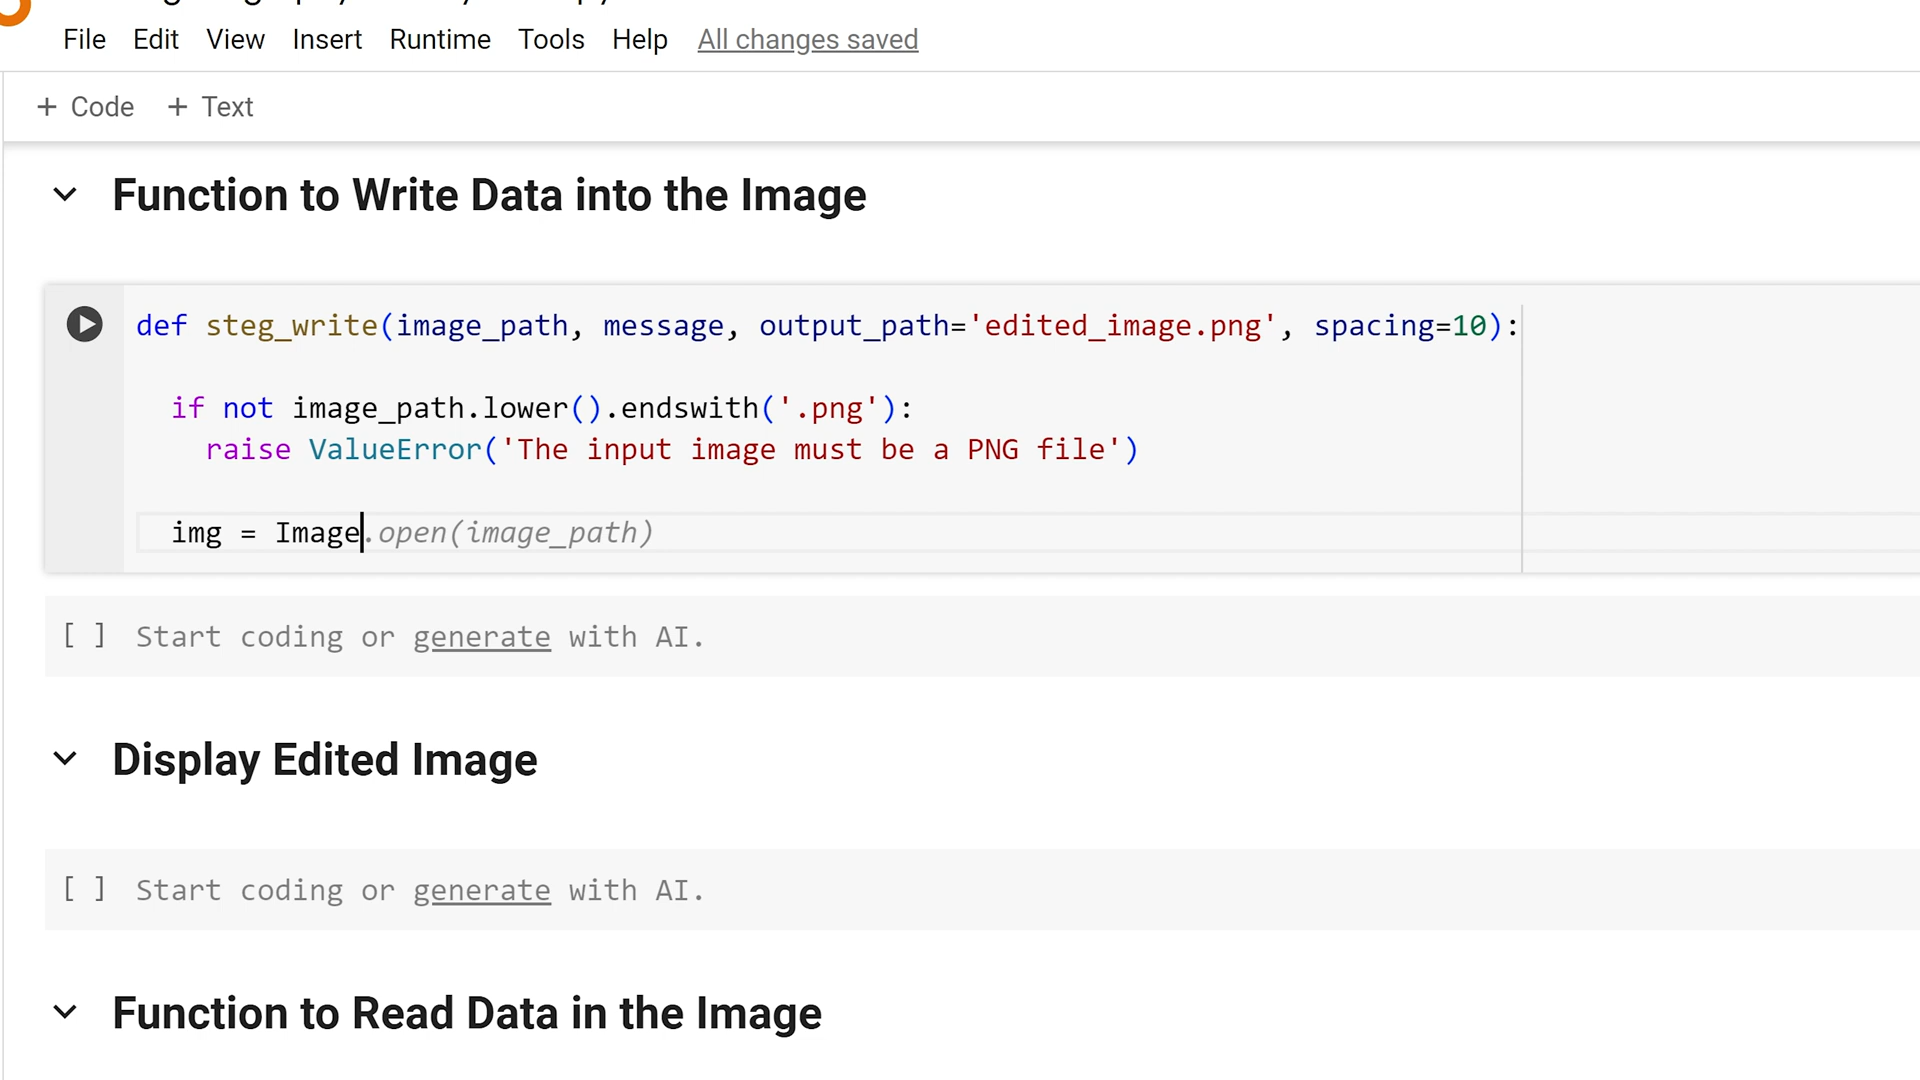 File Edit View Insert Runtime Tools Help All changes saved
+ Code + Text
Function to Write Data into the Image
def steg_write(image_path, message, output_path='edited_image.png', spacing=10):
if not image_path.lower().endswith('.png'):
raise ValueError('The input image must be a PNG file')
img = Image.open(image_path)
[ ] Start coding or generate with AI.
Display Edited Image
[ ] Start coding or generate with AI.
Function to Read Data in the Image